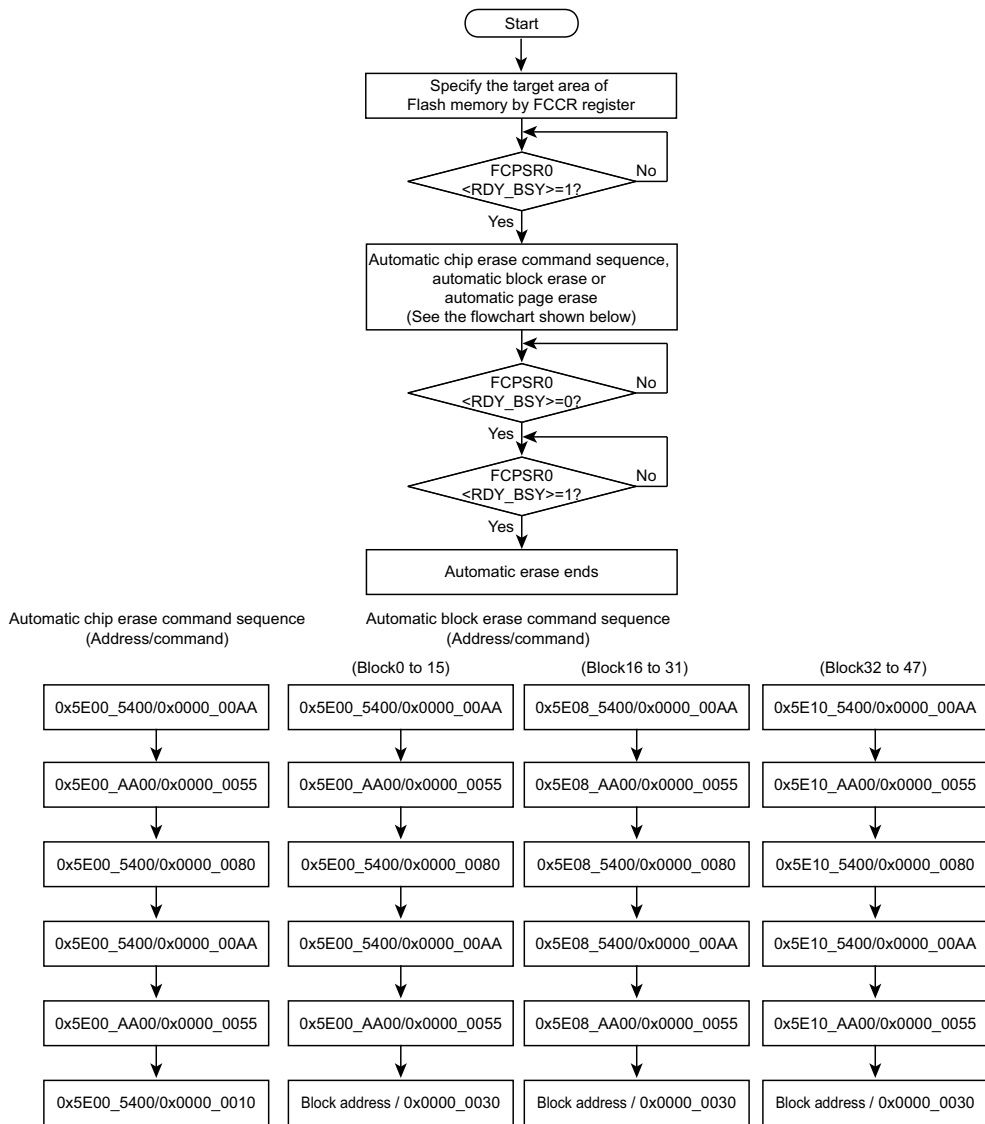 Start
Specify the target area of
Flash memory by FCCR register
FCPSR0
<RDY_BSY>=1?
No
Yes
Automatic chip erase command sequence,
automatic block erase or
automatic page erase
(See the flowchart shown below)
FCPSR0
<RDY_BSY>=0?
No
Yes
FCPSR0
<RDY_BSY>=1?
No
Yes
Automatic erase ends
Automatic chip erase command sequence
(Address/command)
0x5E00_5400/0x0000_00AA
0x5E00_AA00/0x0000_0055
0x5E00_5400/0x0000_0080
0x5E00_5400/0x0000_00AA
0x5E00_AA00/0x0000_0055
0x5E00_5400/0x0000_0010
Automatic block erase command sequence
(Address/command)
(Block0 to 15)
0x5E00_5400/0x0000_00AA
0x5E00_AA00/0x0000_0055
0x5E00_5400/0x0000_0080
0x5E00_5400/0x0000_00AA
0x5E00_AA00/0x0000_0055
Block address / 0x0000_0030
(Block16 to 31)
0x5E08_5400/0x0000_00AA
0x5E08_AA00/0x0000_0055
0x5E08_5400/0x0000_0080
0x5E08_5400/0x0000_00AA
0x5E08_AA00/0x0000_0055
Block address / 0x0000_0030
(Block32 to 47)
0x5E10_5400/0x0000_00AA
0x5E10_AA00/0x0000_0055
0x5E10_5400/0x0000_0080
0x5E10_5400/0x0000_00AA
0x5E10_AA00/0x0000_0055
Block address / 0x0000_0030